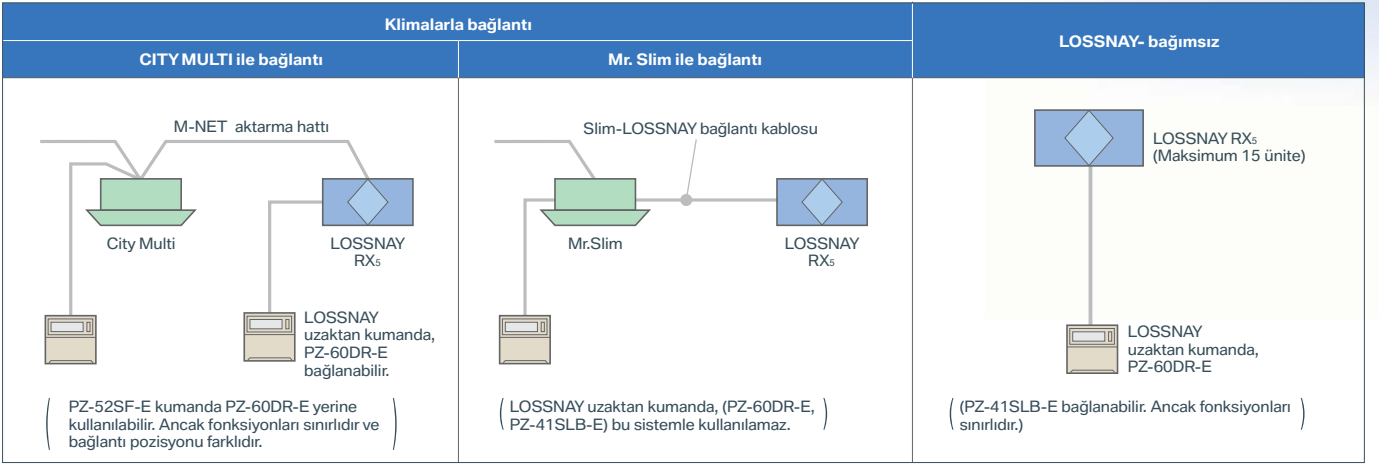 Klimalarla bağlantı
LOSSNAY- bağımsız
CITY MULTI ile bağlantı
Mr. Slim ile bağlantı
M-NET aktarma hattı
City Multi
LOSSNAY
RX5
LOSSNAY
uzaktan kumanda,
PZ-60DR-E
bağlanabilir.
PZ-52SF-E kumanda PZ-60DR-E yerine
kullanılabilir. Ancak fonksiyonları sınırlıdır ve
bağlantı pozisyonu farklıdır.
Slim-LOSSNAY bağlantı kablosu
Mr.Slim
LOSSNAY
RX5
LOSSNAY uzaktan kumanda, (PZ-60DR-E,
PZ-41SLB-E) bu sistemle kullanılamaz.
LOSSNAY RX5
(Maksimum 15 ünite)
LOSSNAY
uzaktan kumanda,
PZ-60DR-E
(PZ-41SLB-E bağlanabilir. Ancak fonksiyonları
sınırlıdır.)